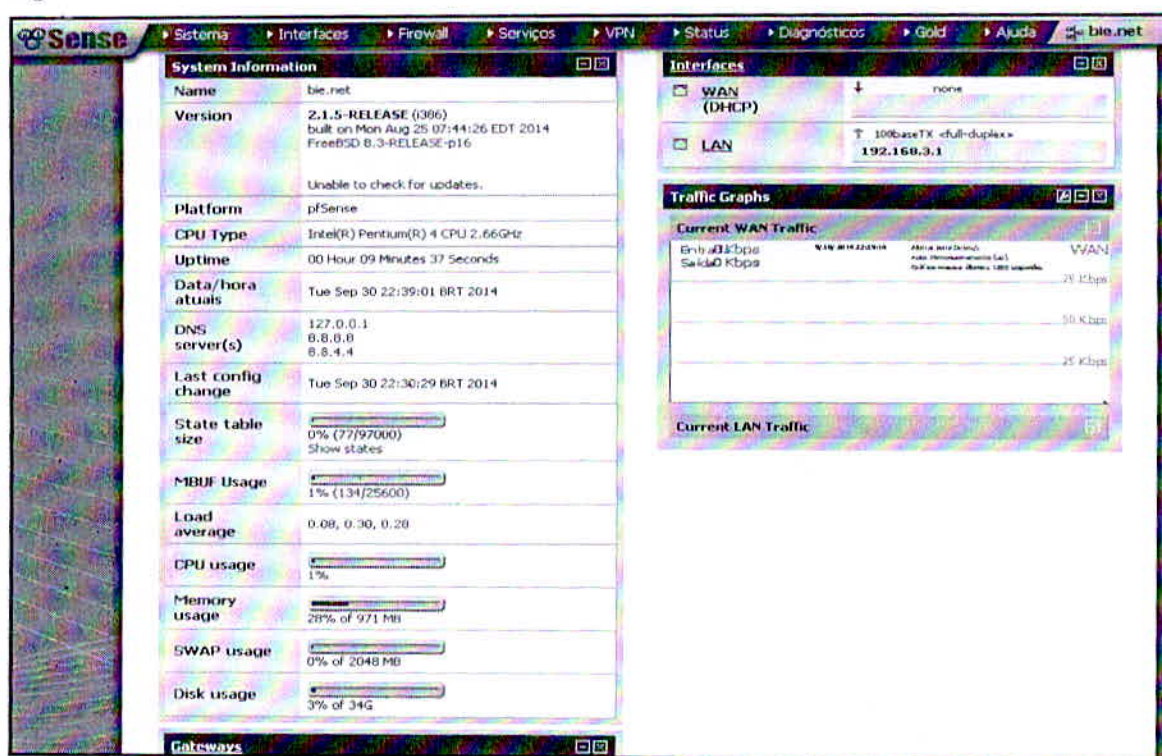 Sense
Sistema
Interfaces
Firewall
Serviços
VPN
Status
Diagnósticos
Gold
Ajuda
bie.net
System Information
Name bie.net
Version 2.1.5-RELEASE (i386)
built on Mon Aug 25 07:44:26 EDT 2014
FreeBSD 8.3-RELEASE-p16
Unable to check for updates.
Platform pfSense
CPU Type Intel(R) Pentium(R) 4 CPU 2.66GHz
Uptime 00 Hour 09 Minutes 37 Seconds
Data/hora
atuais Tue Sep 30 22:39:01 BRT 2014
DNS
server(s) 127.0.0.1
8.8.8.8
8.8.4.4
Last config
change Tue Sep 30 22:30:29 BRT 2014
State table
size 0% (77/97000)
Show states
MBUF Usage 1% (134/25600)
Load
average 0.08, 0.30, 0.28
CPU usage 1%
Memory
usage 28% of 971 MB
SWAP usage 0% of 2048 MB
Disk usage 3% of 34G
Gateways
Interfaces
WAN
(DHCP) none
LAN 100baseTX <full-duplex>
192.168.3.1
Traffic Graphs
Current WAN Traffic
Kbps
Kbps
WAN
50 Kbps
25 Kbps
Current LAN Traffic